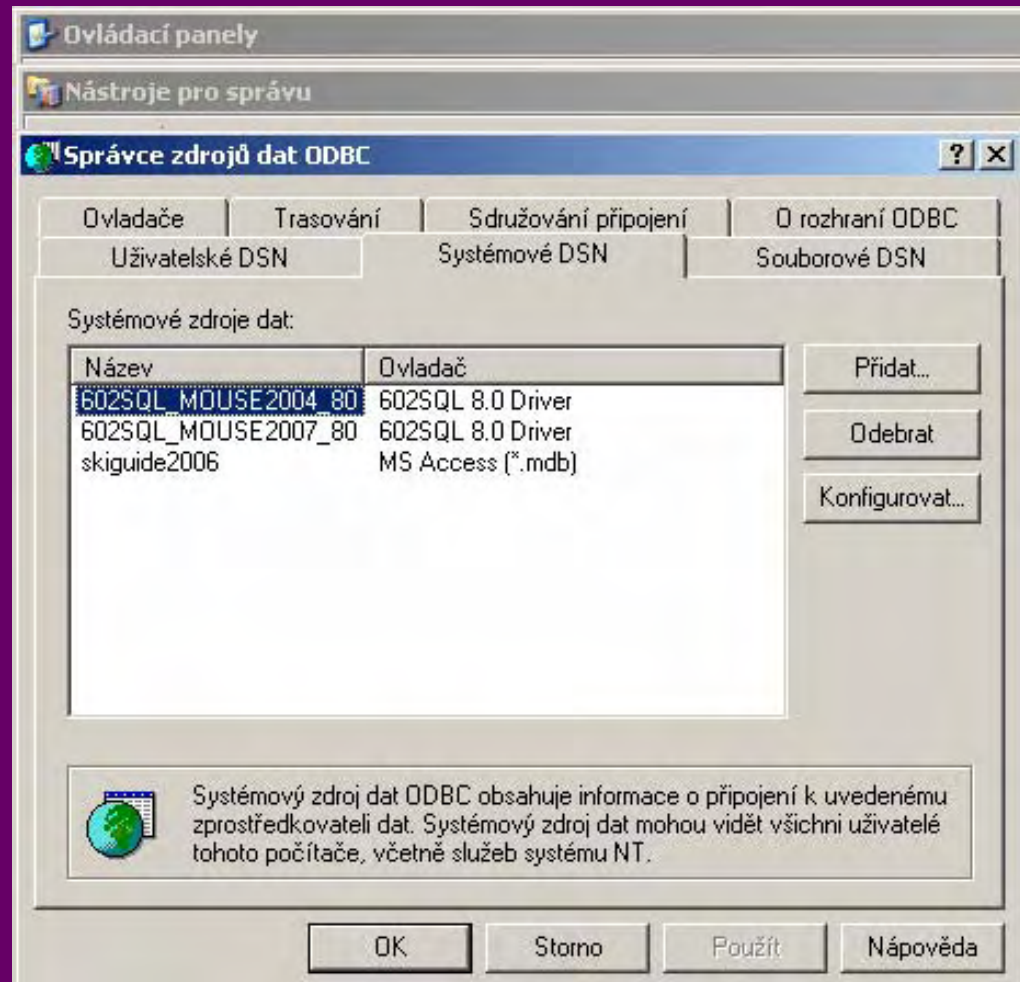 Ovládací panely
Nástroje pro správu
Správce zdrojů dat ODBC
Ovladače Trasování Sdružování připojení O rozhraní ODBC
Uživatelské DSN Systémové DSN Souborové DSN
Systémové zdroje dat:
Název Ovladač
602SQL_MOUSE2004_80 602SQL 8.0 Driver
602SQL_MOUSE2007_80 602SQL 8.0 Driver
skiguide2006 MS Access (*.mdb)
Přidat...
Odebrat
Konfigurovat...
Systémový zdroj dat ODBC obsahuje informace o připojení k uvedenému
zprostředkovateli dat. Systémový zdroj dat mohou vidět všichni uživatelé
tohoto počítače, včetně služeb systému NT.
OK Storno Použít Nápověda